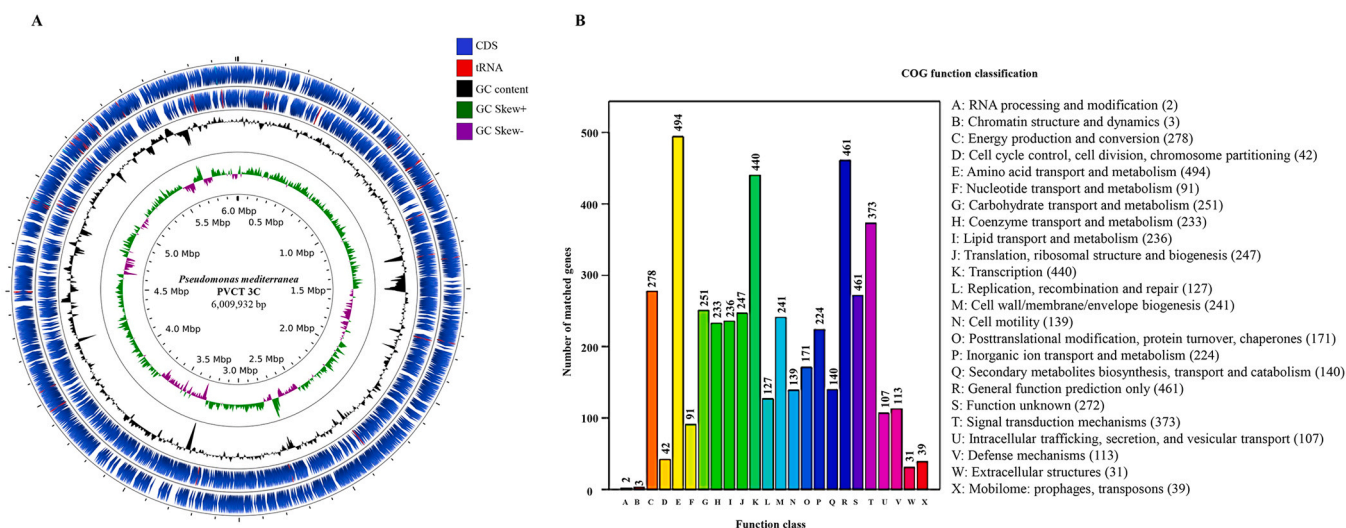 A
CDS
tRNA
GC content
GC Skew+
GC Skew-
6.0 Mbp
0.5 Mbp
1.0 Mbp
1.5 Mbp
2.0 Mbp
2.5 Mbp
3.0 Mbp
3.5 Mbp
4.0 Mbp
4.5 Mbp
5.0 Mbp
5.5 Mbp
Pseudomonas mediterranea
PVCT 3C
6,009,932 bp
B
COG function classification
Number of matched genes
500
400
300
200
100
0
2
3
278
42
494
91
251
233
236
247
440
127
241
139
171
224
140
461
461
373
107
113
31
39
A B C D E F G H I J K L M N O P Q R S T U V W X
Function class
A: RNA processing and modification (2)
B: Chromatin structure and dynamics (3)
C: Energy production and conversion (278)
D: Cell cycle control, cell division, chromosome partitioning (42)
E: Amino acid transport and metabolism (494)
F: Nucleotide transport and metabolism (91)
G: Carbohydrate transport and metabolism (251)
H: Coenzyme transport and metabolism (233)
I: Lipid transport and metabolism (236)
J: Translation, ribosomal structure and biogenesis (247)
K: Transcription (440)
L: Replication, recombination and repair (127)
M: Cell wall/membrane/envelope biogenesis (241)
N: Cell motility (139)
O: Posttranslational modification, protein turnover, chaperones (171)
P: Inorganic ion transport and metabolism (224)
Q: Secondary metabolites biosynthesis, transport and catabolism (140)
R: General function prediction only (461)
S: Function unknown (272)
T: Signal transduction mechanisms (373)
U: Intracellular trafficking, secretion, and vesicular transport (107)
V: Defense mechanisms (113)
W: Extracellular structures (31)
X: Mobilome: prophages, transposons (39)